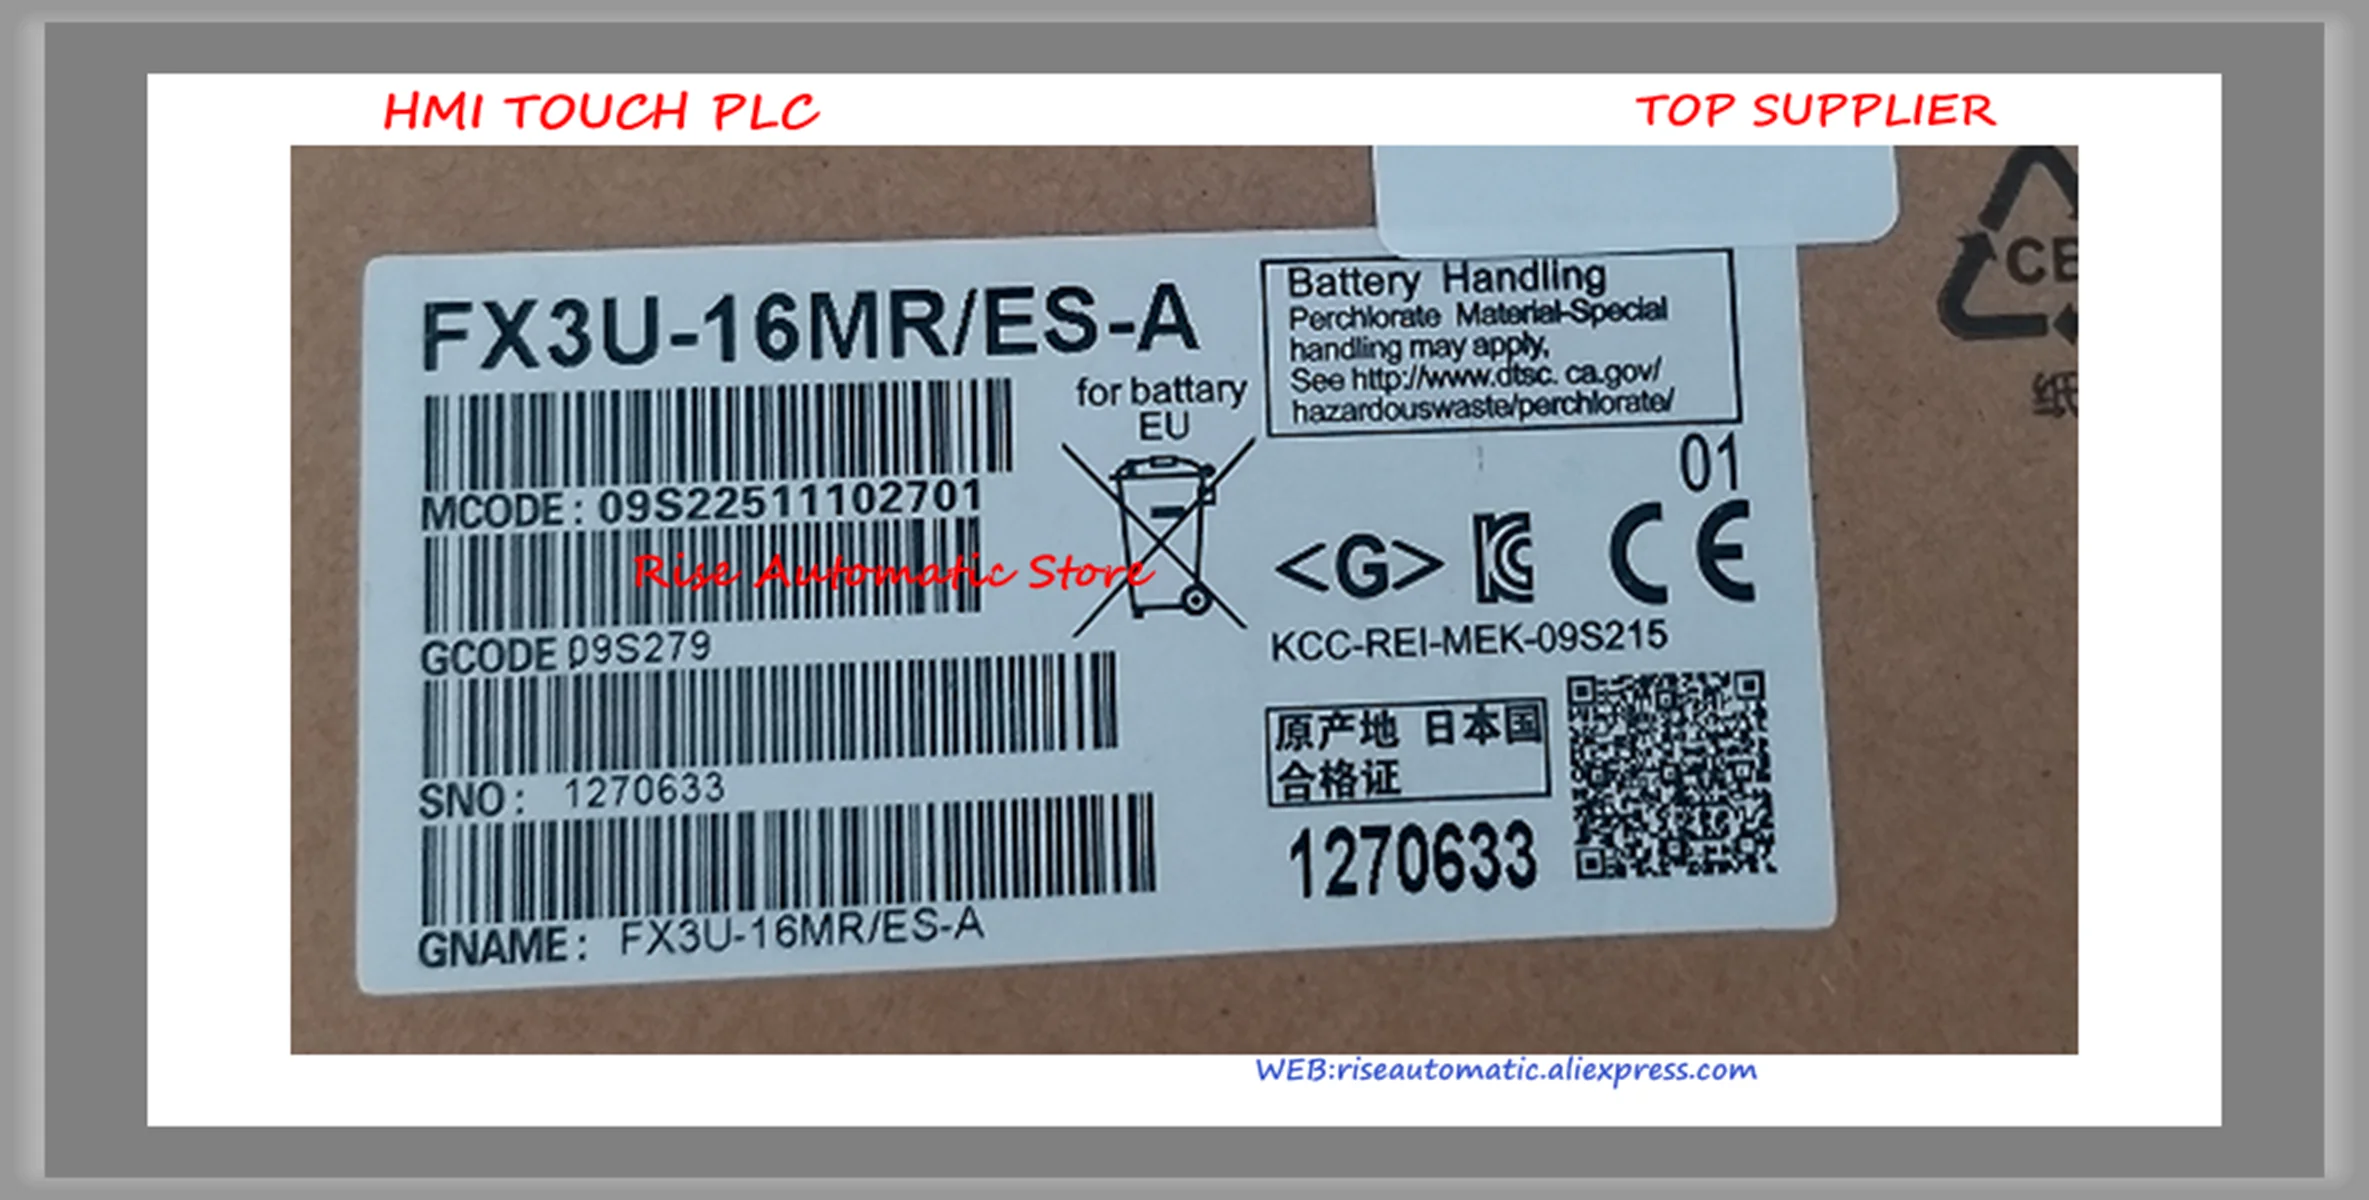 HMI TOUCH PLC
TOP SUPPLIER
FX3U-16MR/ES-A
Battery Handling
Perchlorate Material-Special
handling may apply,
See http://www.dtsc. ca.gov/
hazardouswaste/perchlorate/
for battary
EU
01
MCODE: 09S22511102701
Rise Automatic Store
<G> CE
KCC-REI-MEK-09S215
GCODE 09S279
原产地 日本国
合格证
SNO: 1270633
1270633
GNAME: FX3U-16MR/ES-A
WEB:riseautomatic.aliexpress.com